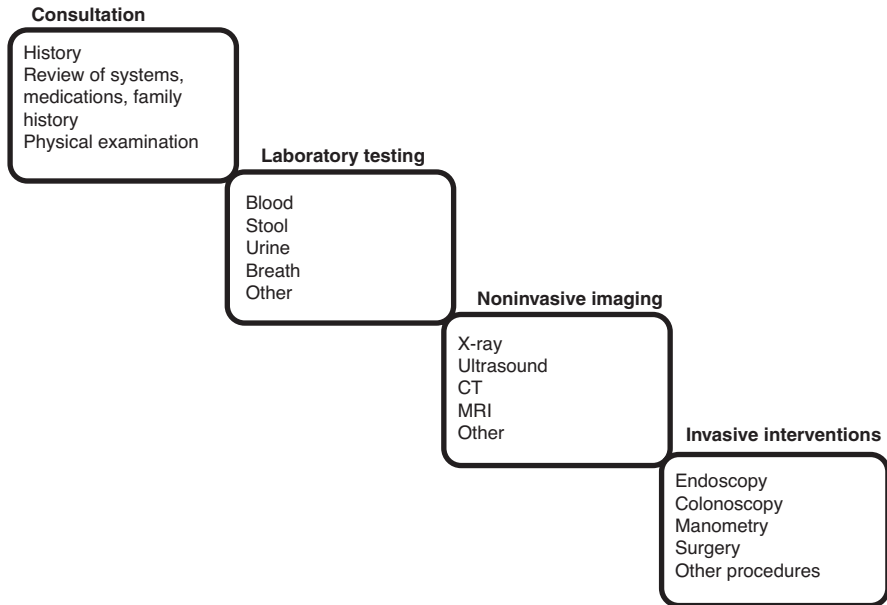 Consultation
History
Review of systems,
medications, family
history
Physical examination
Laboratory testing
Blood
Stool
Urine
Breath
Other
Noninvasive imaging
X-ray
Ultrasound
CT
MRI
Other
Invasive interventions
Endoscopy
Colonoscopy
Manometry
Surgery
Other procedures